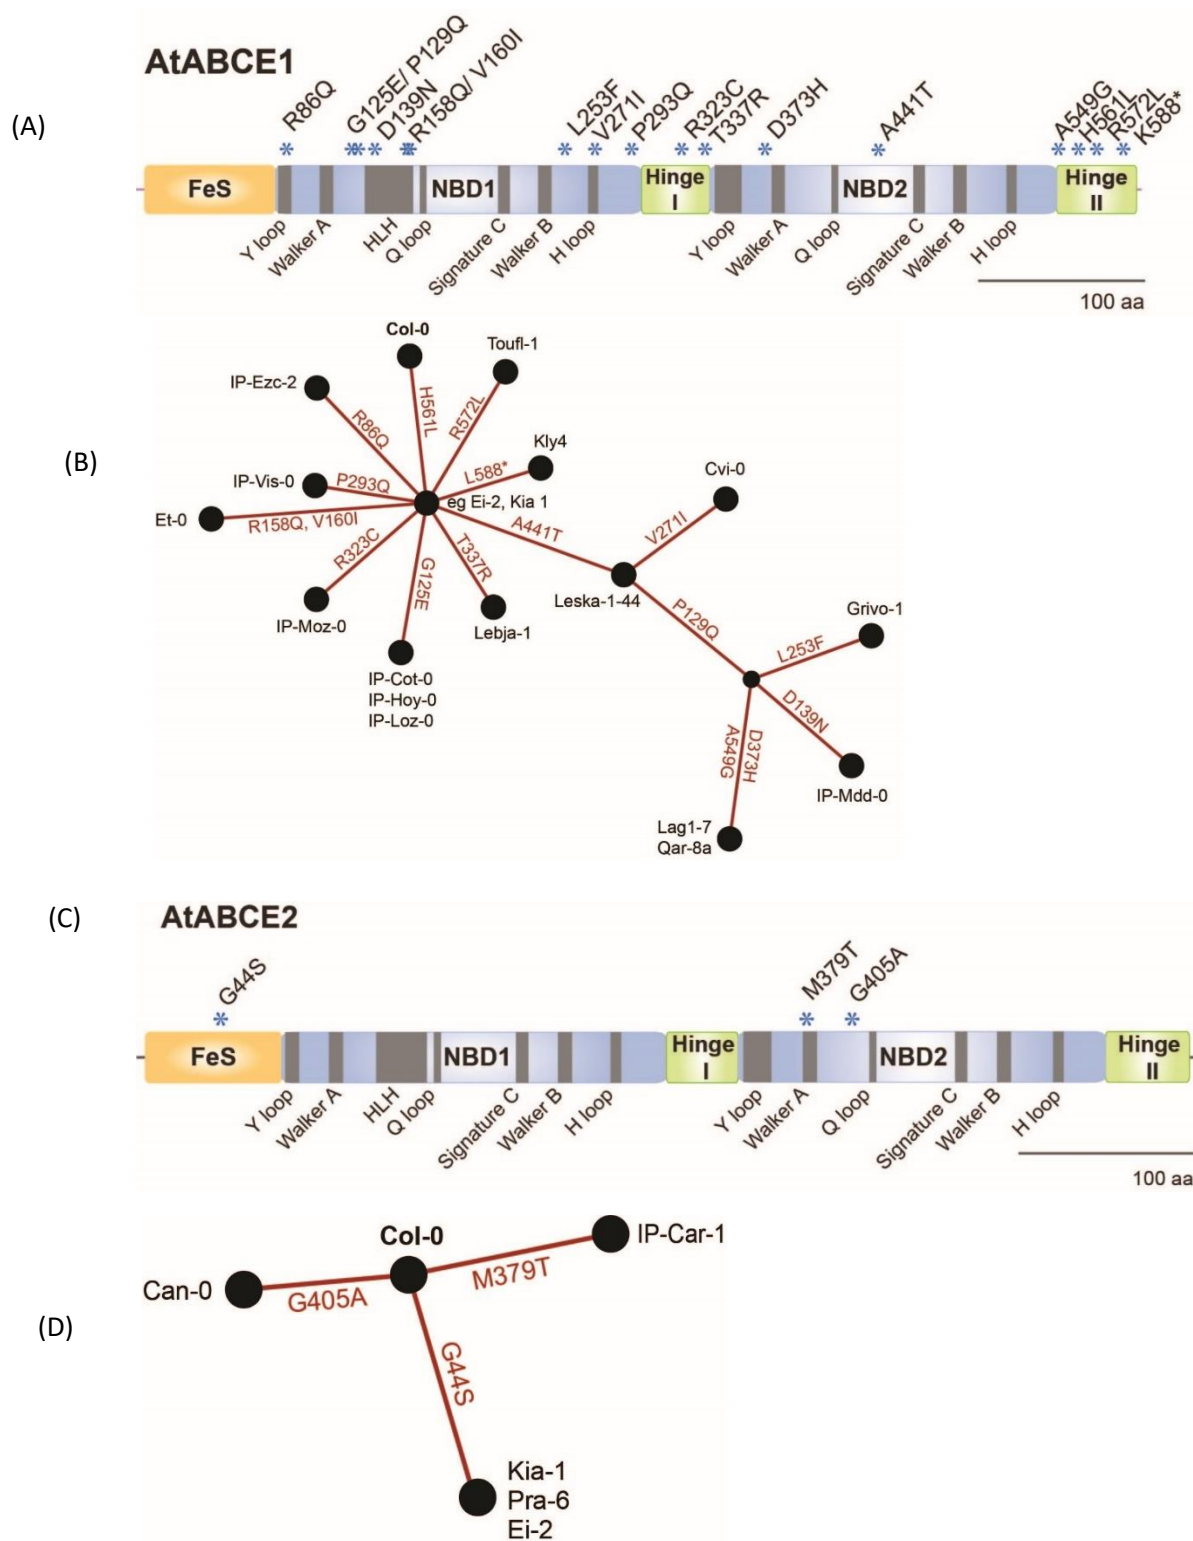 (A)
AtABCE1
R86Q
G125E/ P129Q
D139N
R158Q/ V160I
L253F
V271I
P293Q
R323C
T337R
D373H
A441T
A549G
H561L
R572L
K588*
FeS
NBD1
Hinge
I
NBD2
Hinge
II
Y loop
Walker A
HLH
Q loop
Signature C
Walker B
H loop
Y loop
Walker A
Q loop
Signature C
Walker B
H loop
100 aa
(B)
Col-0
Toufl-1
IP-Ezc-2
H561L
R572L
R86Q
Kly4
L588*
IP-Vis-0
P293Q
Cvi-0
eg Ei-2, Kia 1
Et-0
R158Q, V160I
A441T
V271I
R323C
G125E
T337R
Leska-1-44
IP-Moz-0
Lebja-1
P129Q
Grivo-1
L253F
IP-Cot-0
IP-Hoy-0
IP-Loz-0
D139N
D373H
A549G
IP-Mdd-0
Lag1-7
Qar-8a
(C)
AtABCE2
G44S
M379T
G405A
FeS
NBD1
Hinge
I
NBD2
Hinge
II
Y loop
Walker A
HLH
Q loop
Signature C
Walker B
H loop
Y loop
Walker A
Q loop
Signature C
Walker B
H loop
100 aa
(D)
Col-0
IP-Car-1
Can-0
G405A
M379T
G44S
Kia-1
Pra-6
Ei-2